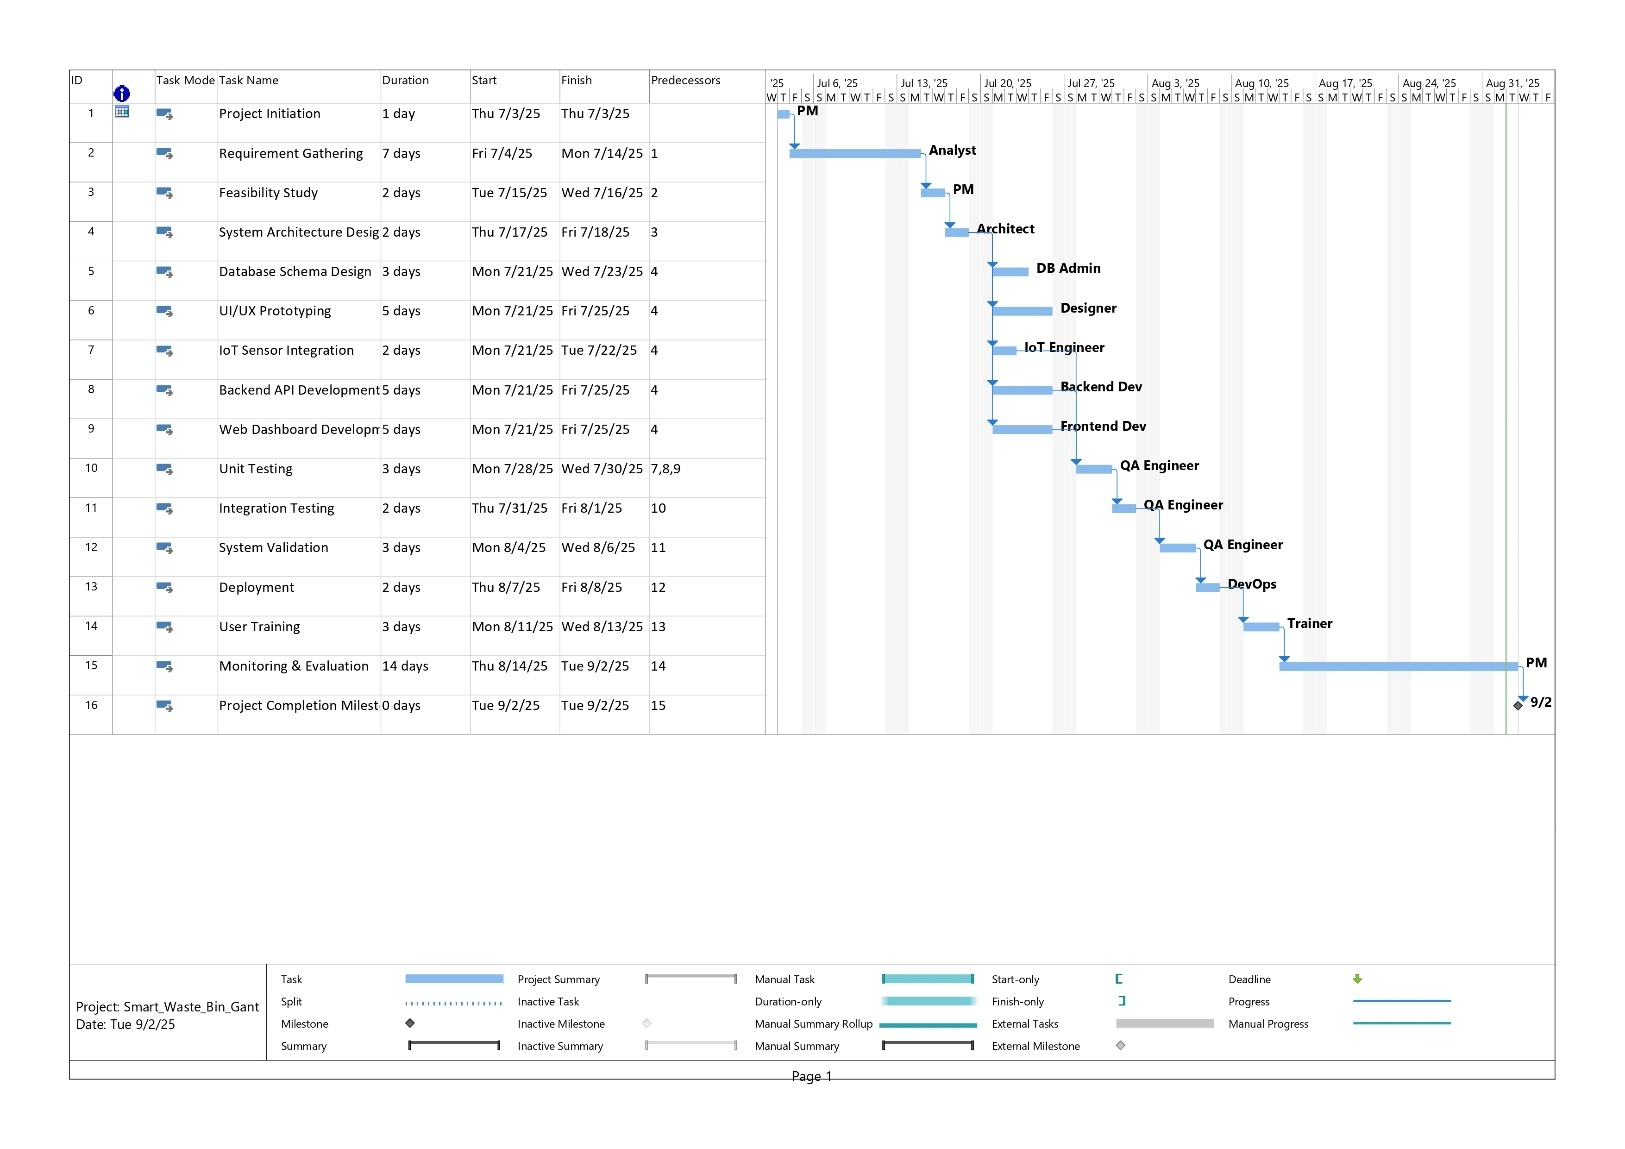 ID Task Mode Task Name Duration Start Finish Predecessors
'25 Jul 6, '25 Jul 13, '25 Jul 20, '25 Jul 27, '25 Aug 3, '25 Aug 10, '25 Aug 17, '25 Aug 24, '25 Aug 31, '25
W T F S S M T W T F S S M T W T F S S M T W T F S S M T W T F S S M T W T F S S M T W T F S S M T W T F S S M T W T F S S M T W T F
1 Project Initiation 1 day Thu 7/3/25 Thu 7/3/25 PM
2 Requirement Gathering 7 days Fri 7/4/25 Mon 7/14/25 1 Analyst
3 Feasibility Study 2 days Tue 7/15/25 Wed 7/16/25 2 PM
4 System Architecture Desig 2 days Thu 7/17/25 Fri 7/18/25 3 Architect
5 Database Schema Design 3 days Mon 7/21/25 Wed 7/23/25 4 DB Admin
6 UI/UX Prototyping 5 days Mon 7/21/25 Fri 7/25/25 4 Designer
7 IoT Sensor Integration 2 days Mon 7/21/25 Tue 7/22/25 4 IoT Engineer
8 Backend API Development 5 days Mon 7/21/25 Fri 7/25/25 4 Backend Dev
9 Web Dashboard Developm 5 days Mon 7/21/25 Fri 7/25/25 4 Frontend Dev
10 Unit Testing 3 days Mon 7/28/25 Wed 7/30/25 7,8,9 QA Engineer
11 Integration Testing 2 days Thu 7/31/25 Fri 8/1/25 10 QA Engineer
12 System Validation 3 days Mon 8/4/25 Wed 8/6/25 11 QA Engineer
13 Deployment 2 days Thu 8/7/25 Fri 8/8/25 12 DevOps
14 User Training 3 days Mon 8/11/25 Wed 8/13/25 13 Trainer
15 Monitoring & Evaluation 14 days Thu 8/14/25 Tue 9/2/25 14 PM
16 Project Completion Milest 0 days Tue 9/2/25 Tue 9/2/25 15 9/2
Project: Smart_Waste_Bin_Gant
Date: Tue 9/2/25
Task Project Summary Manual Task Start-only Deadline
Split Inactive Task Duration-only Finish-only Progress
Milestone Inactive Milestone Manual Summary Rollup External Tasks Manual Progress
Summary Inactive Summary Manual Summary External Milestone
Page 1